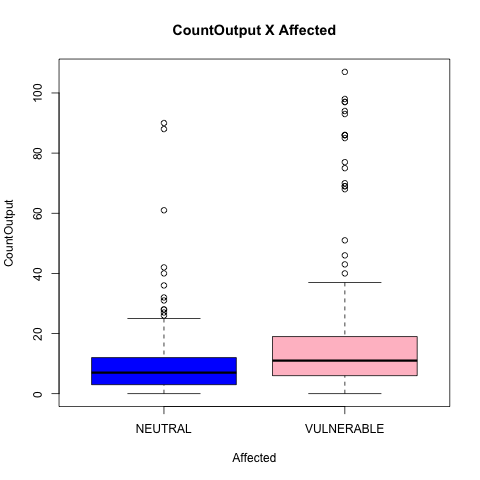 CountOutput X Affected
CountOutput
100
80
60
40
20
0
NEUTRAL
VULNERABLE
Affected